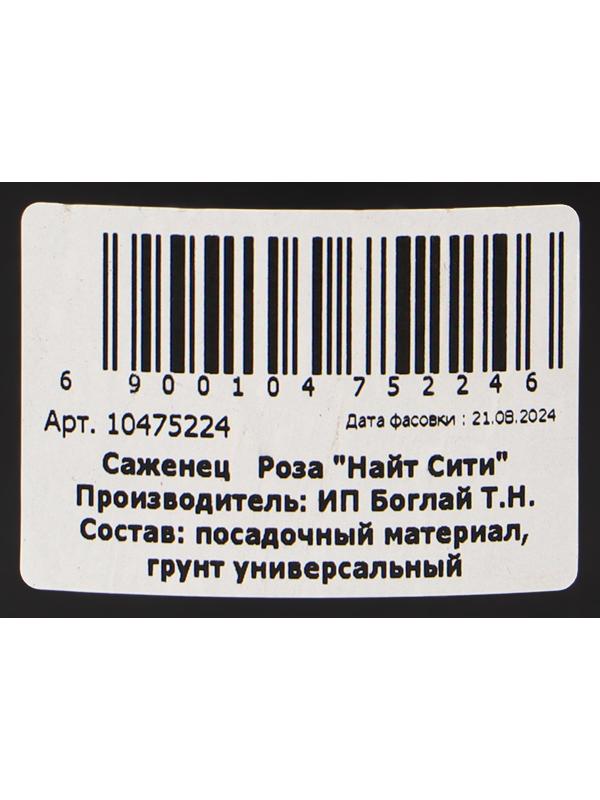 6 900104 752246
Арт. 10475224 Дата фасовки : 21.08.2024
Саженец Роза "Найт Сити"
Производитель: ИП Боглай Т.Н.
Состав: посадочный материал,
грунт универсальный